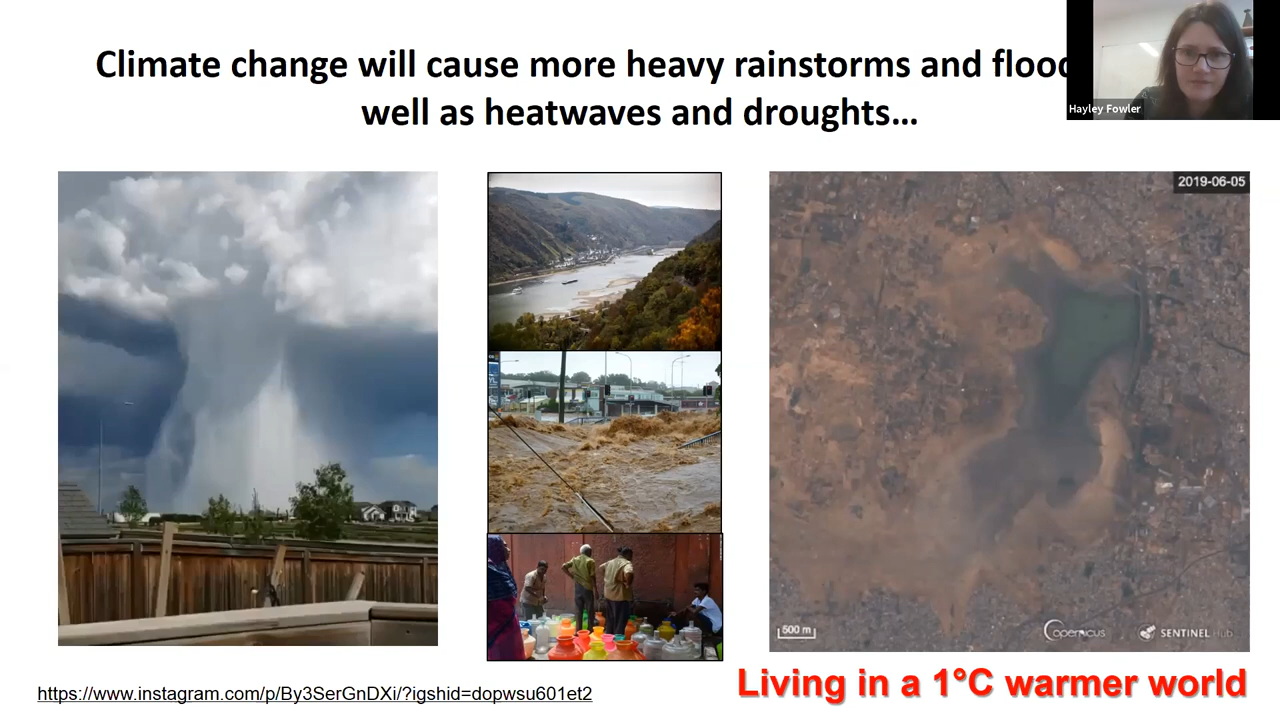 Climate change will cause more heavy rainstorms and flood
well as heatwaves and droughts…
Hayley Fowler
2019-06-05
500 m
Copernicus
SENTINEL Hub
https://www.instagram.com/p/By3SerGnDXi/?igshid=dopwsu601et2
Living in a 1°C warmer world